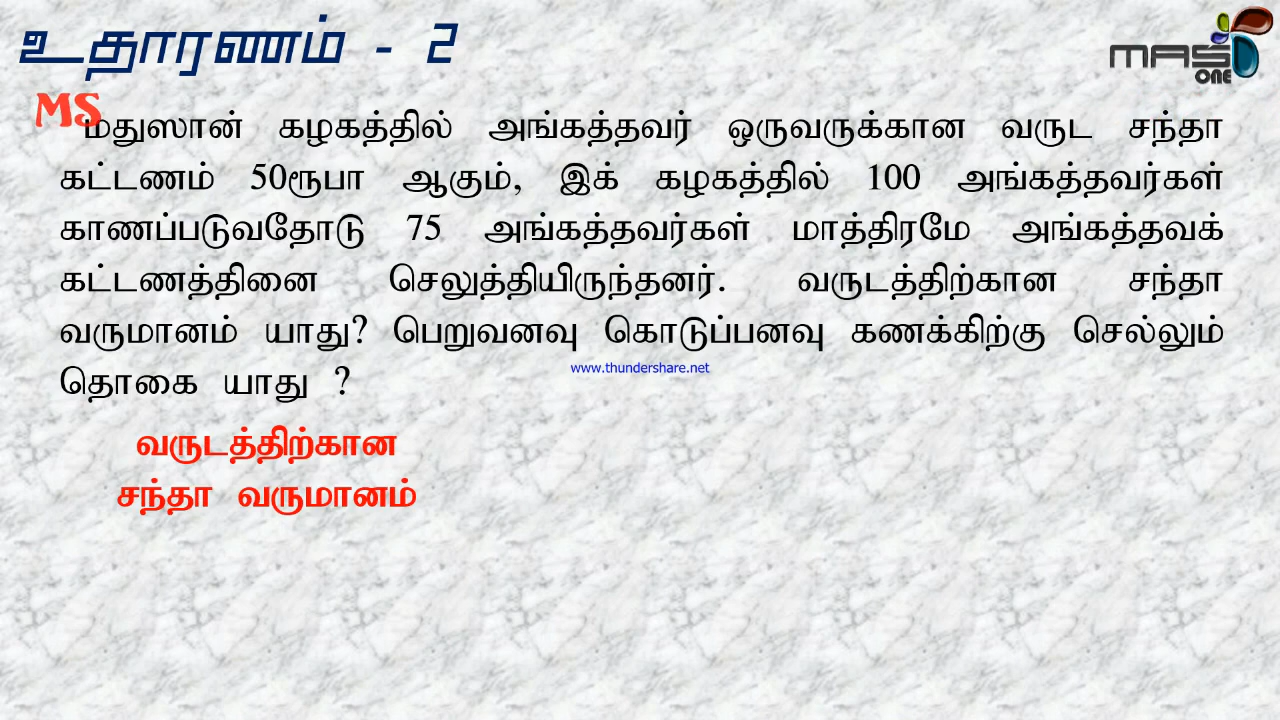 உதாரணம் - 2
MAS
ONE
MS
மதுஸான் கழகத்தில் அங்கத்தவர் ஒருவருக்கான வருட சந்தா
கட்டணம் 50ரூபா ஆகும், இக் கழகத்தில் 100 அங்கத்தவர்கள்
காணப்படுவதோடு 75 அங்கத்தவர்கள் மாத்திரமே அங்கத்தவக்
கட்டணத்தினை செலுத்தியிருந்தனர். வருடத்திற்கான சந்தா
வருமானம் யாது? பெறுவனவு கொடுப்பனவு கணக்கிற்கு செல்லும்
www.thundershare.net
தொகை யாது ?
வருடத்திற்கான
சந்தா வருமானம்